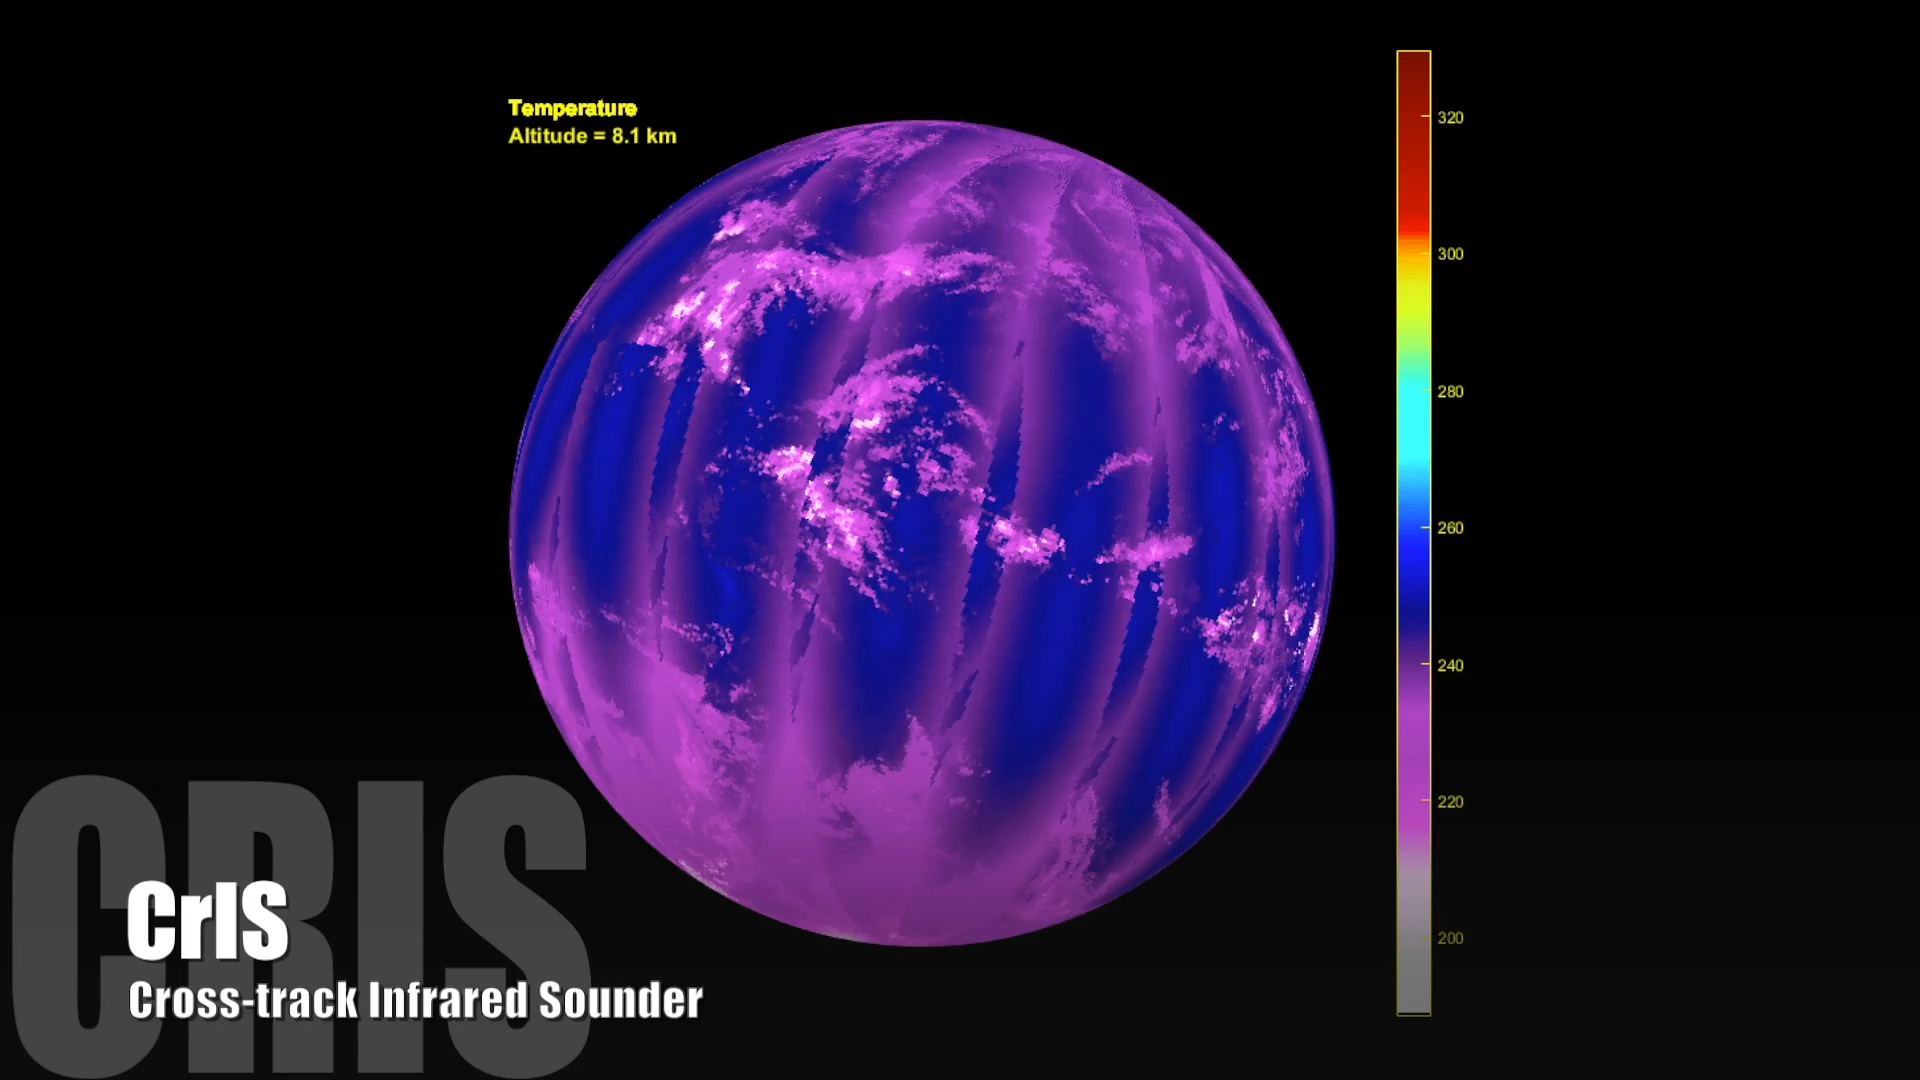 Temperature
Altitude = 8.1 km
320
300
280
260
240
220
200
CRIS
CrIS
Cross-track Infrared Sounder